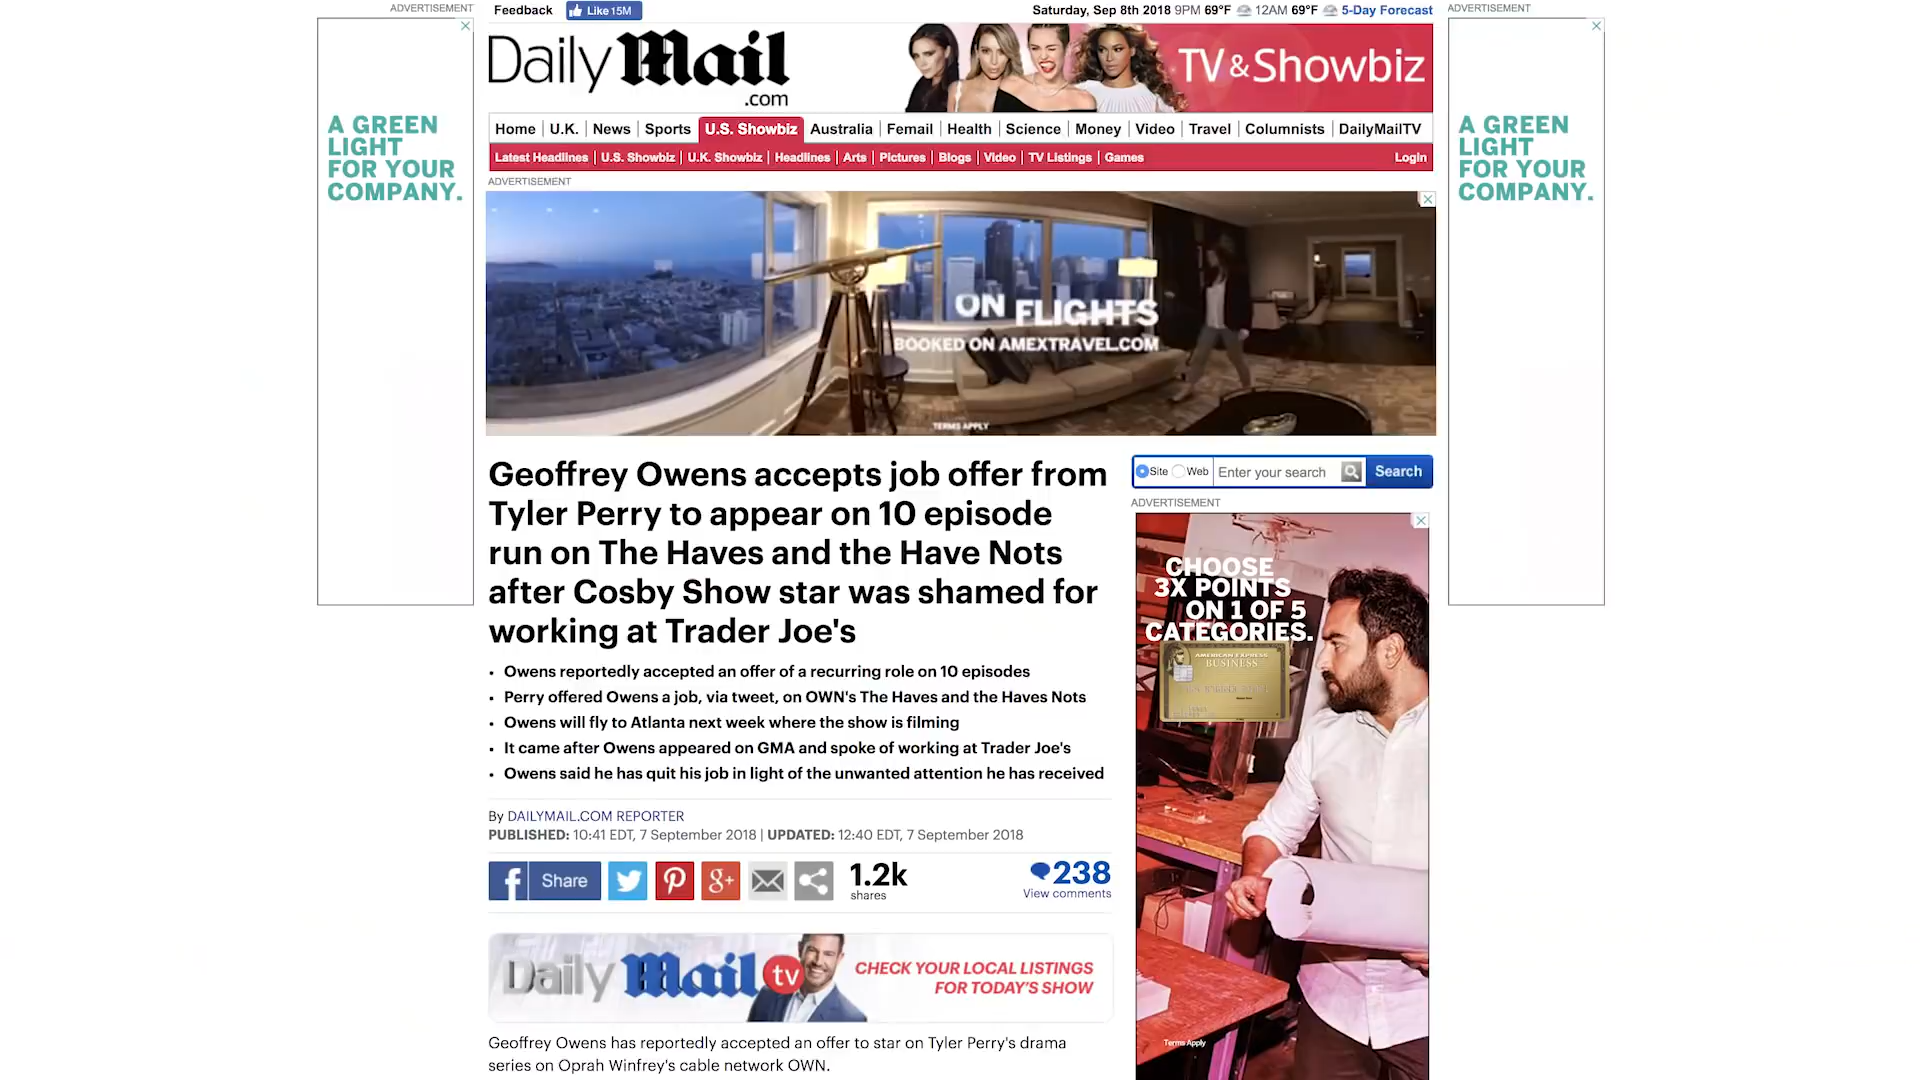 ADVERTISEMENT
A GREEN
LIGHT
FOR YOUR
COMPANY.
Feedback
Like 15M
Saturday, Sep 8th 2018 9PM 69°F 12AM 69°F 5-Day Forecast
Daily Mail
.com
TV & Showbiz
Home U.K. News Sports U.S. Showbiz Australia Femail Health Science Money Video Travel Columnists DailyMailTV
Latest Headlines U.S. Showbiz U.K. Showbiz Headlines Arts Pictures Blogs Video TV Listings Games Login
ADVERTISEMENT
ON FLIGHTS
BOOKED ON AMEXTRAVEL.COM
TERMS APPLY
Geoffrey Owens accepts job offer from
Tyler Perry to appear on 10 episode
run on The Haves and the Have Nots
after Cosby Show star was shamed for
working at Trader Joe's
• Owens reportedly accepted an offer of a recurring role on 10 episodes
• Perry offered Owens a job, via tweet, on OWN's The Haves and the Haves Nots
• Owens will fly to Atlanta next week where the show is filming
• It came after Owens appeared on GMA and spoke of working at Trader Joe's
• Owens said he has quit his job in light of the unwanted attention he has received
By DAILYMAIL.COM REPORTER
PUBLISHED: 10:41 EDT, 7 September 2018 | UPDATED: 12:40 EDT, 7 September 2018
f Share
g+
1.2k
shares
238
View comments
Daily Mail tv
CHECK YOUR LOCAL LISTINGS
FOR TODAY'S SHOW
Geoffrey Owens has reportedly accepted an offer to star on Tyler Perry's drama
series on Oprah Winfrey's cable network OWN.
Site Web Enter your search Search
ADVERTISEMENT
CHOOSE
3X POINTS
ON 1 OF 5
CATEGORIES.
AMERICAN EXPRESS
BUSINESS
Terms Apply
ADVERTISEMENT
A GREEN
LIGHT
FOR YOUR
COMPANY.